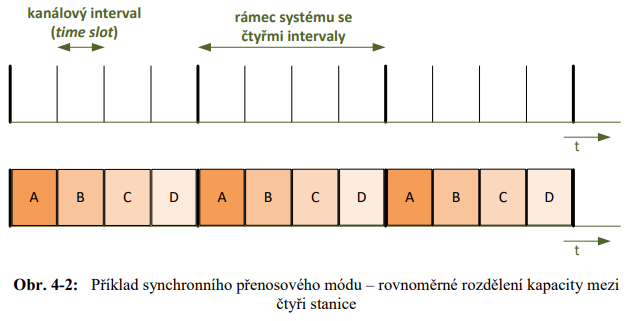 kanálový interval
(time slot)
rámec systému se
čtyřmi intervaly
t
A B C D A B C D A B C D
t
Obr. 4-2: Příklad synchronního přenosového módu – rovnoměrné rozdělení kapacity mezi
čtyři stanice